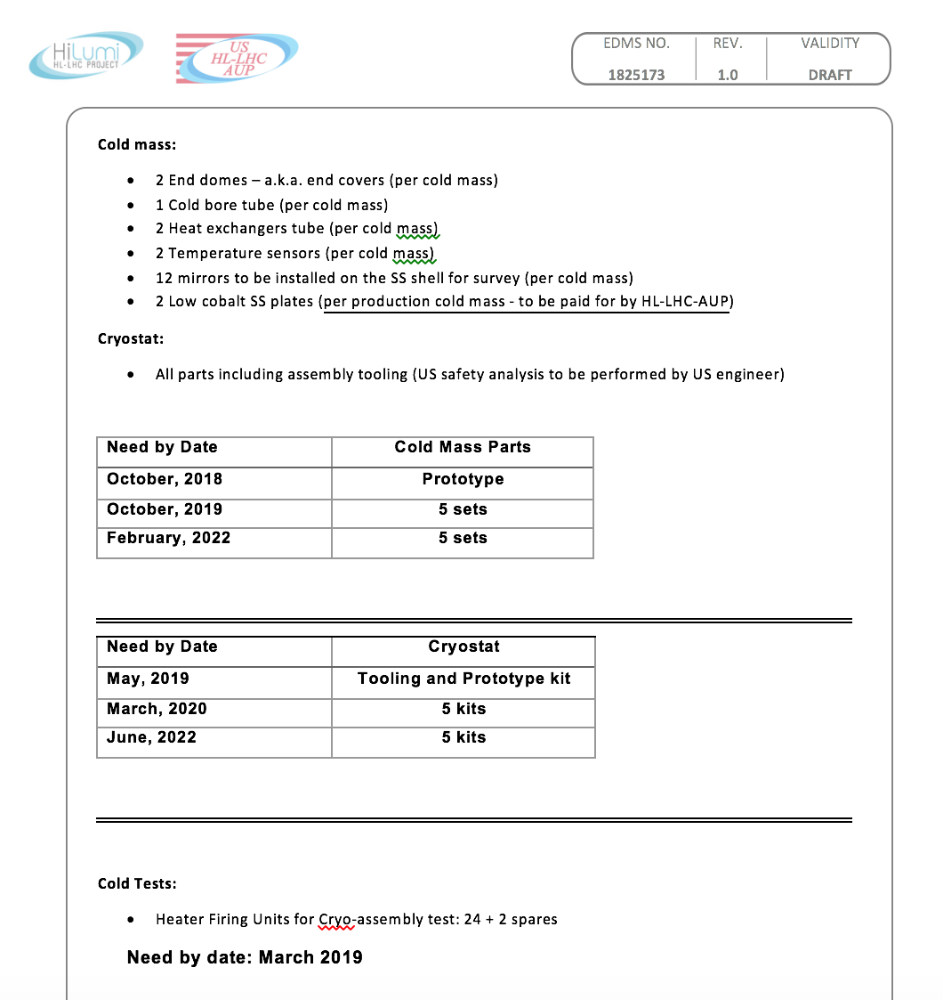 HiLumi
HL-LHC PROJECT
US
HL-LHC
AUP
EDMS NO. REV. VALIDITY
1825173 1.0 DRAFT
Cold mass:
• 2 End domes – a.k.a. end covers (per cold mass)
• 1 Cold bore tube (per cold mass)
• 2 Heat exchangers tube (per cold mass)
• 2 Temperature sensors (per cold mass)
• 12 mirrors to be installed on the SS shell for survey (per cold mass)
• 2 Low cobalt SS plates (per production cold mass - to be paid for by HL-LHC-AUP)
Cryostat:
• All parts including assembly tooling (US safety analysis to be performed by US engineer)
Need by Date Cold Mass Parts
October, 2018 Prototype
October, 2019 5 sets
February, 2022 5 sets
Need by Date Cryostat
May, 2019 Tooling and Prototype kit
March, 2020 5 kits
June, 2022 5 kits
Cold Tests:
• Heater Firing Units for Cryo-assembly test: 24 + 2 spares
Need by date: March 2019